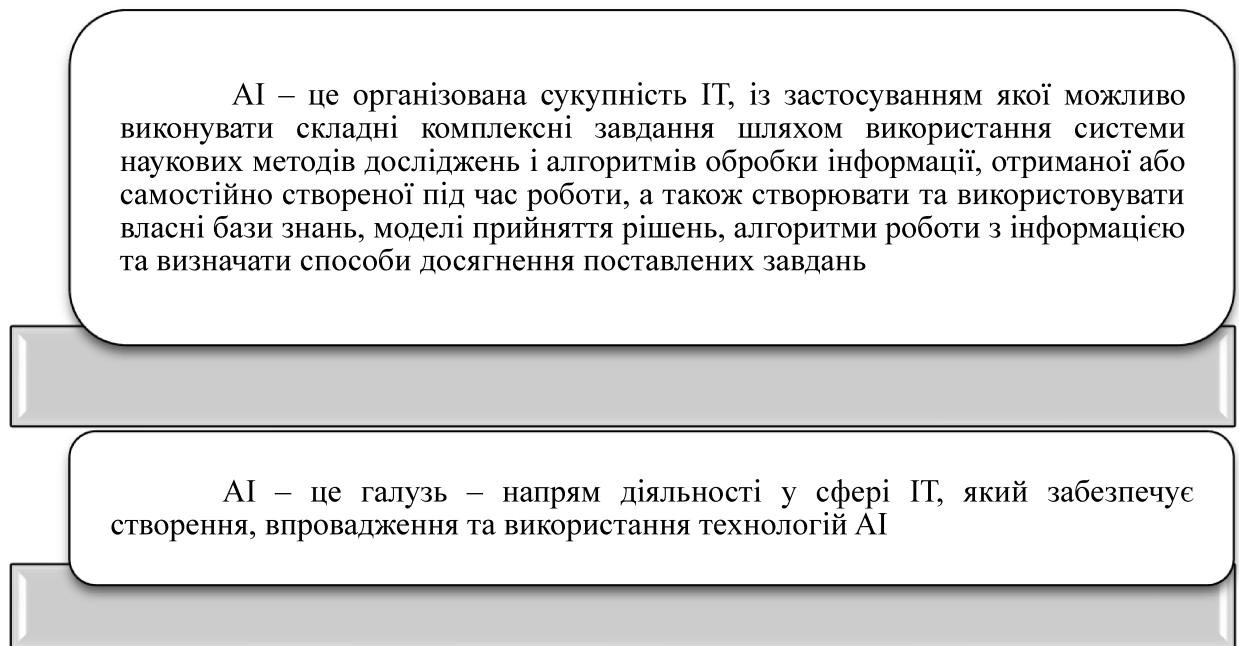 АІ – це організована сукупність ІТ, із застосуванням якої можливо
виконувати складні комплексні завдання шляхом використання системи
наукових методів досліджень і алгоритмів обробки інформації, отриманої або
самостійно створеної під час роботи, а також створювати та використовувати
власні бази знань, моделі прийняття рішень, алгоритми роботи з інформацією
та визначати способи досягнення поставлених завдань
АІ – це галузь – напрям діяльності у сфері ІТ, який забезпечує
створення, впровадження та використання технологій АІ